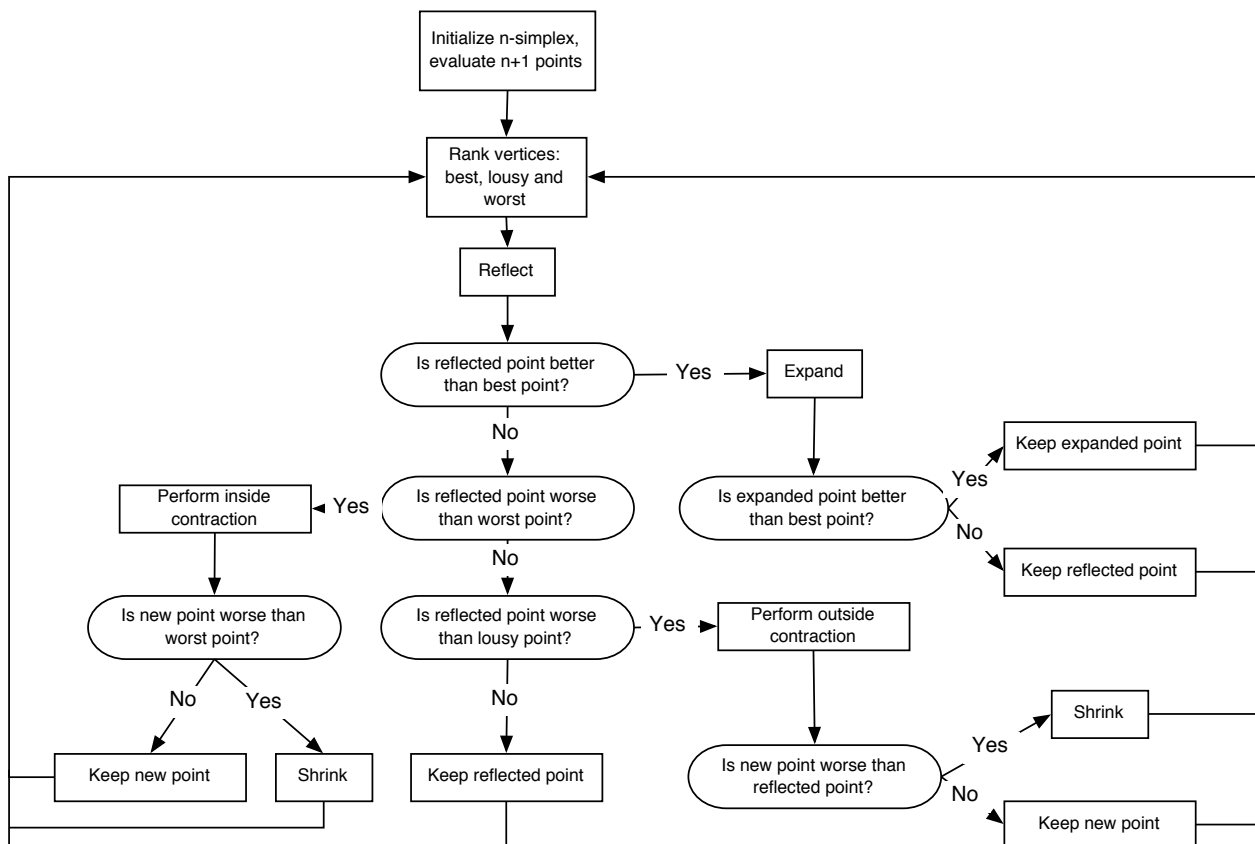 Initialize n-simplex,
evaluate n+1 points
Rank vertices:
best, lousy and
worst
Reflect
Is reflected point better
than best point?
Yes
Expand
No
Keep expanded point
Yes
Is expanded point better
than best point?
No
Keep reflected point
Is reflected point worse
than worst point?
Yes
Perform inside
contraction
No
Is new point worse than
worst point?
No
Yes
Keep new point
Shrink
Is reflected point worse
than lousy point?
Yes
Perform outside
contraction
No
Keep reflected point
Is new point worse than
reflected point?
Yes
Shrink
No
Keep new point